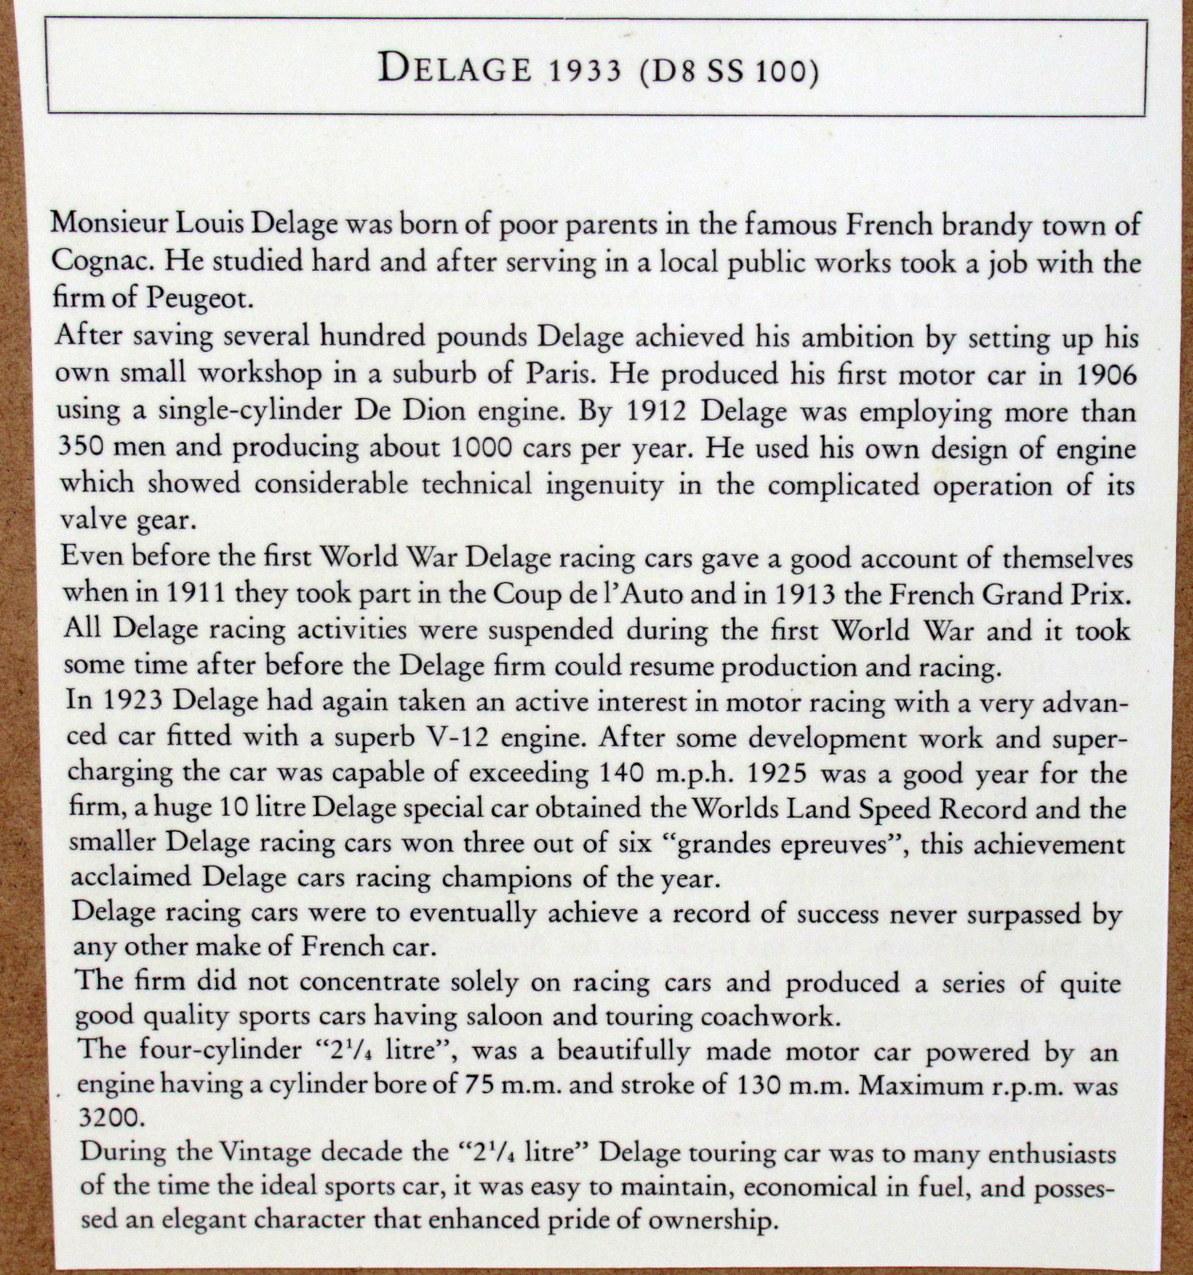 DELAGE 1933 (D8 SS 100)
Monsieur Louis Delage was born of poor parents in the famous French brandy town of
Cognac. He studied hard and after serving in a local public works took a job with the
firm of Peugeot.
After saving several hundred pounds Delage achieved his ambition by setting up his
own small workshop in a suburb of Paris. He produced his first motor car in 1906
using a single-cylinder De Dion engine. By 1912 Delage was employing more than
350 men and producing about 1000 cars per year. He used his own design of engine
which showed considerable technical ingenuity in the complicated operation of its
valve gear.
Even before the first World War Delage racing cars gave a good account of themselves
when in 1911 they took part in the Coup de l'Auto and in 1913 the French Grand Prix.
All Delage racing activities were suspended during the first World War and it took
some time after before the Delage firm could resume production and racing.
In 1923 Delage had again taken an active interest in motor racing with a very advan-
ced car fitted with a superb V-12 engine. After some development work and super-
charging the car was capable of exceeding 140 m.p.h. 1925 was a good year for the
firm, a huge 10 litre Delage special car obtained the Worlds Land Speed Record and the
smaller Delage racing cars won three out of six “grandes epreuves”, this achievement
acclaimed Delage cars racing champions of the year.
Delage racing cars were to eventually achieve a record of success never surpassed by
any other make of French car.
The firm did not concentrate solely on racing cars and produced a series of quite
good quality sports cars having saloon and touring coachwork.
The four-cylinder “2¹/₄ litre”, was a beautifully made motor car powered by an
engine having a cylinder bore of 75 m.m. and stroke of 130 m.m. Maximum r.p.m. was
3200.
During the Vintage decade the “2¹/₄ litre” Delage touring car was to many enthusiasts
of the time the ideal sports car, it was easy to maintain, economical in fuel, and posses-
sed an elegant character that enhanced pride of ownership.